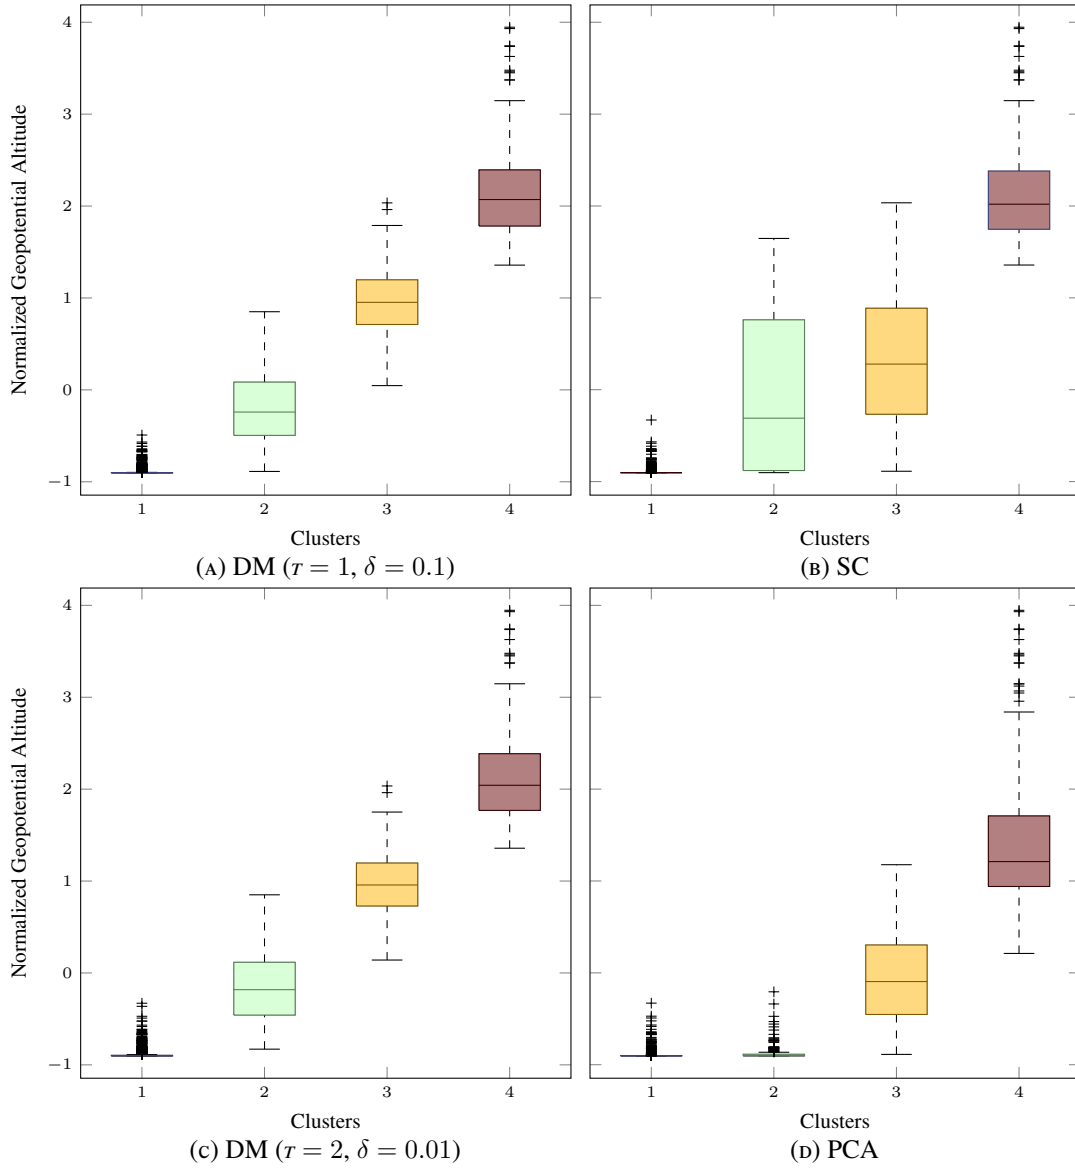 4
3
2
1
0
−1
Normalized Geopotential Altitude
1 2 3 4
Clusters
(A) DM (τ = 1, δ = 0.1)
1 2 3 4
Clusters
(B) SC
4
3
2
1
0
−1
Normalized Geopotential Altitude
1 2 3 4
Clusters
(C) DM (τ = 2, δ = 0.01)
1 2 3 4
Clusters
(D) PCA